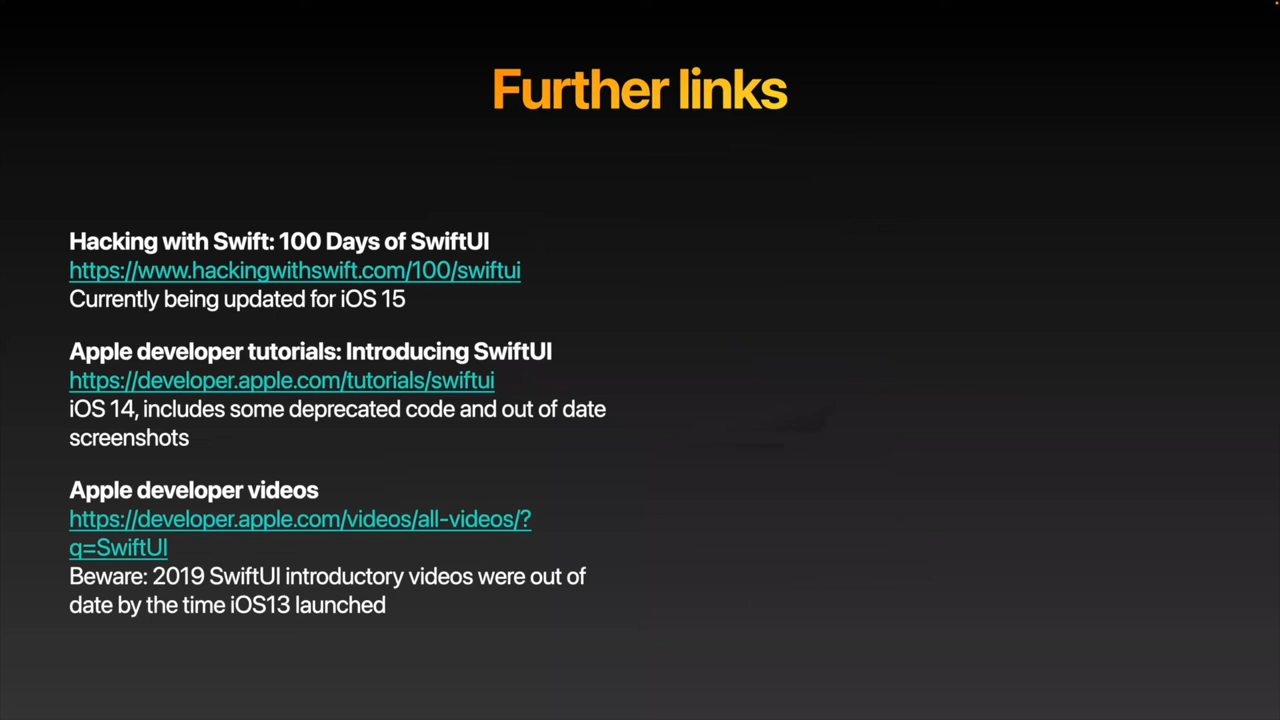 Further links
Hacking with Swift: 100 Days of SwiftUI
https://www.hackingwithswift.com/100/swiftui
Currently being updated for iOS 15
Apple developer tutorials: Introducing SwiftUI
https://developer.apple.com/tutorials/swiftui
iOS 14, includes some deprecated code and out of date
screenshots
Apple developer videos
https://developer.apple.com/videos/all-videos/?
q=SwiftUI
Beware: 2019 SwiftUI introductory videos were out of
date by the time iOS13 launched